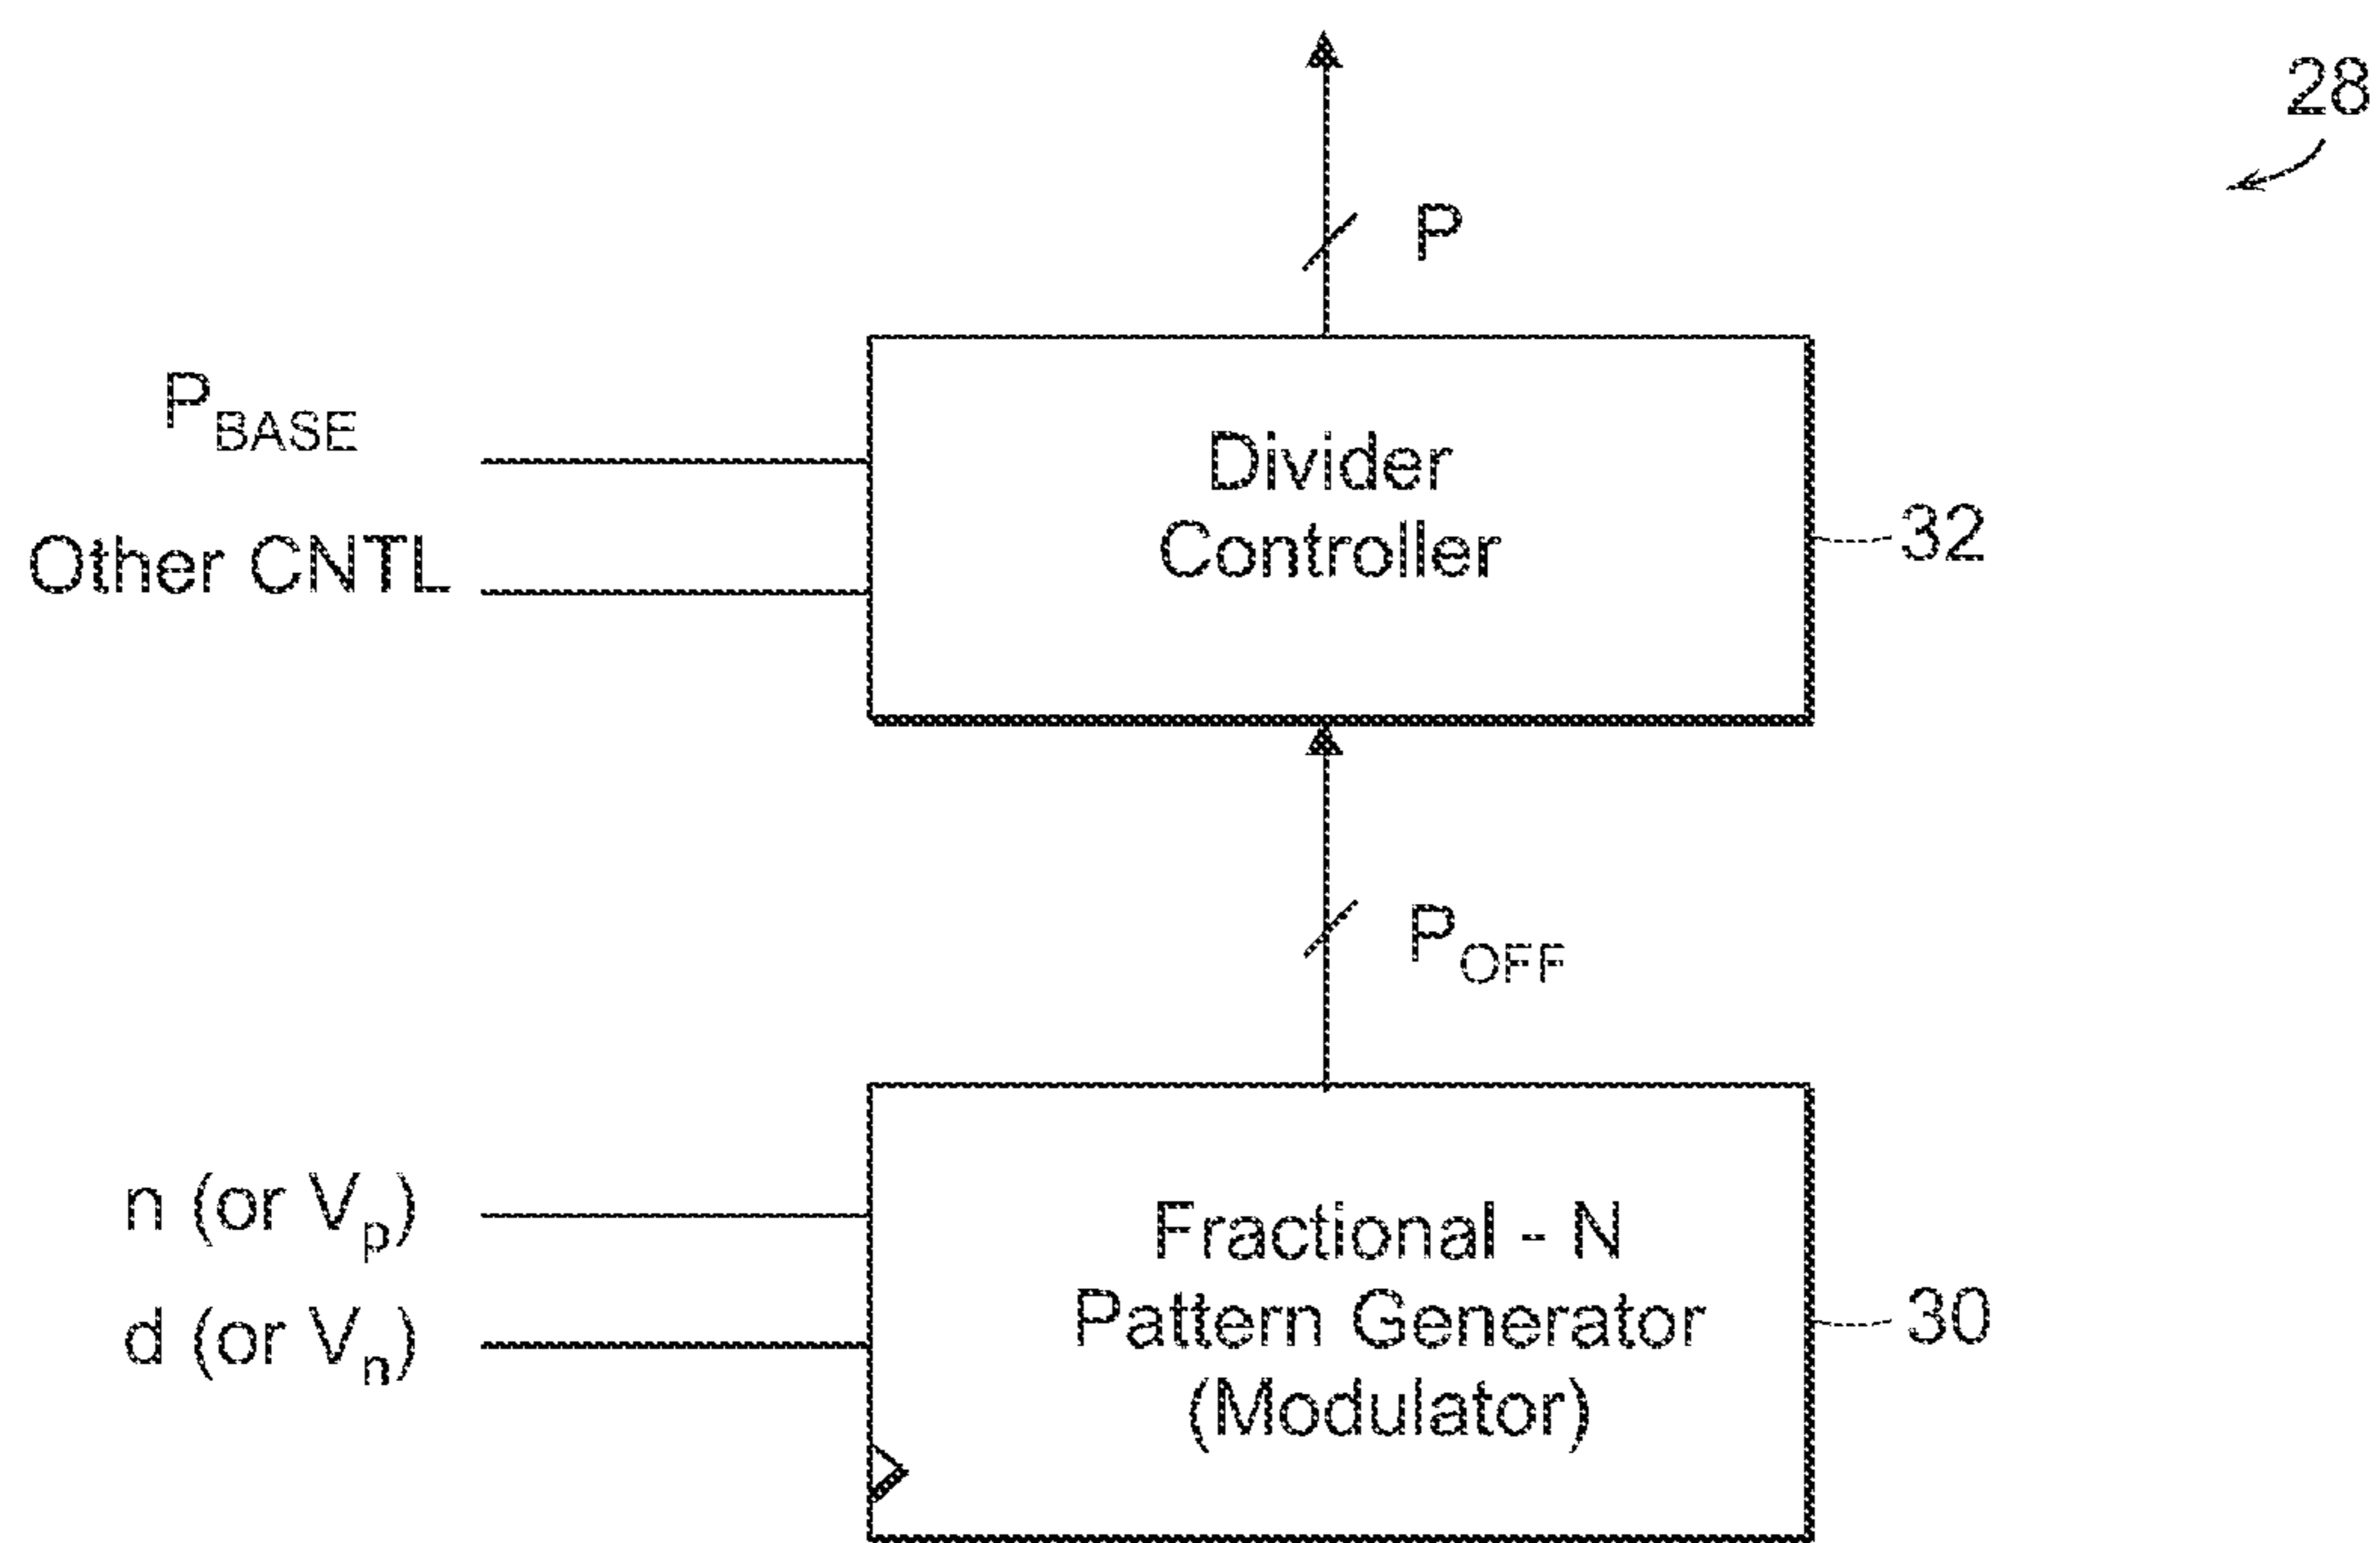 28
P
P_BASE
Other CNTL
Divider
Controller
32
P_OFF
n (or V_p)
d (or V_n)
Fractional - N
Pattern Generator
(Modulator)
30